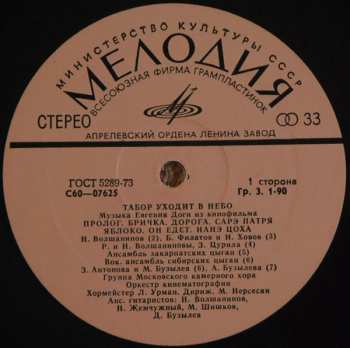 МИНИСТЕРСТВО КУЛЬТУРЫ СССР
МЕЛОДИЯ
ВСЕСОЮЗНАЯ ФИРМА ГРАМПЛАСТИНОК
СТЕРЕО
33
АПРЕЛЕВСКИЙ ОРДЕНА ЛЕНИНА ЗАВОД
ГОСТ 5289-73
С60—07625
1 сторона
Гр. 3. 1-90
ТАБОР УХОДИТ В НЕБО
Музыка Евгения Доги из кинофильма
ПРОЛОГ. БРИЧКА. ДОРОГА. САРЭ ПАТРЯ
ЯБЛОКО. ОН ЕДЕТ. НАНЭ ЦОХА
Н. Волшанинов (2), Б. Филатов и Н. Ховов (3)
Р. и Н. Волшаниновы, З. Цурила (4)
Ансамбль закарпатских цыган (5)
Вок. ансамбль сибирских цыган (6)
З. Антонова и М. Бузылев (6), А. Бузылева (7)
Группа Московского камерного хора
Оркестр кинематографии
Хормейстер Л. Урман. Дириж. М. Нерсесян
Анс. гитаристов: Н. Волшанинов,
Н. Жемчужный, М. Шишков,
Д. Бузылев